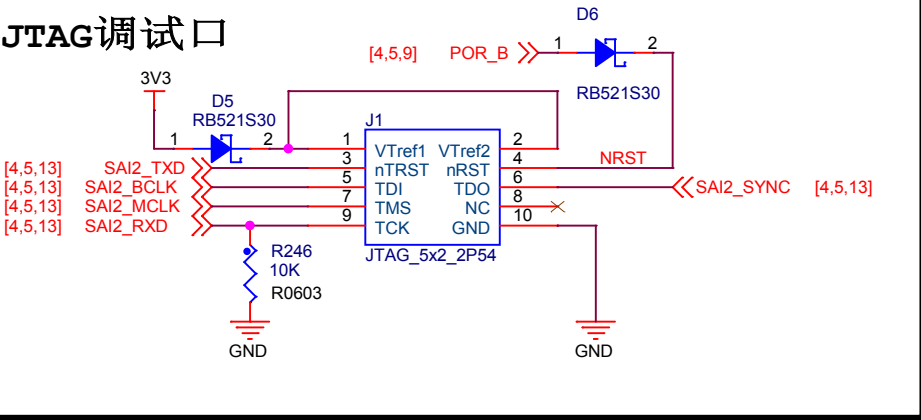 JTAG调试口
D6
[4,5,9] POR_B 1 2
RB521S30
3V3
D5
RB521S30
1 2
J1
1 VTref1 VTref2 2
[4,5,13] SAI2_TXD 3 nTRST nRST 4 NRST
[4,5,13] SAI2_BCLK 5 TDI TDO 6 SAI2_SYNC [4,5,13]
[4,5,13] SAI2_MCLK 7 TMS NC 8
[4,5,13] SAI2_RXD 9 TCK GND 10
JTAG_5x2_2P54
R246
10K
R0603
GND GND